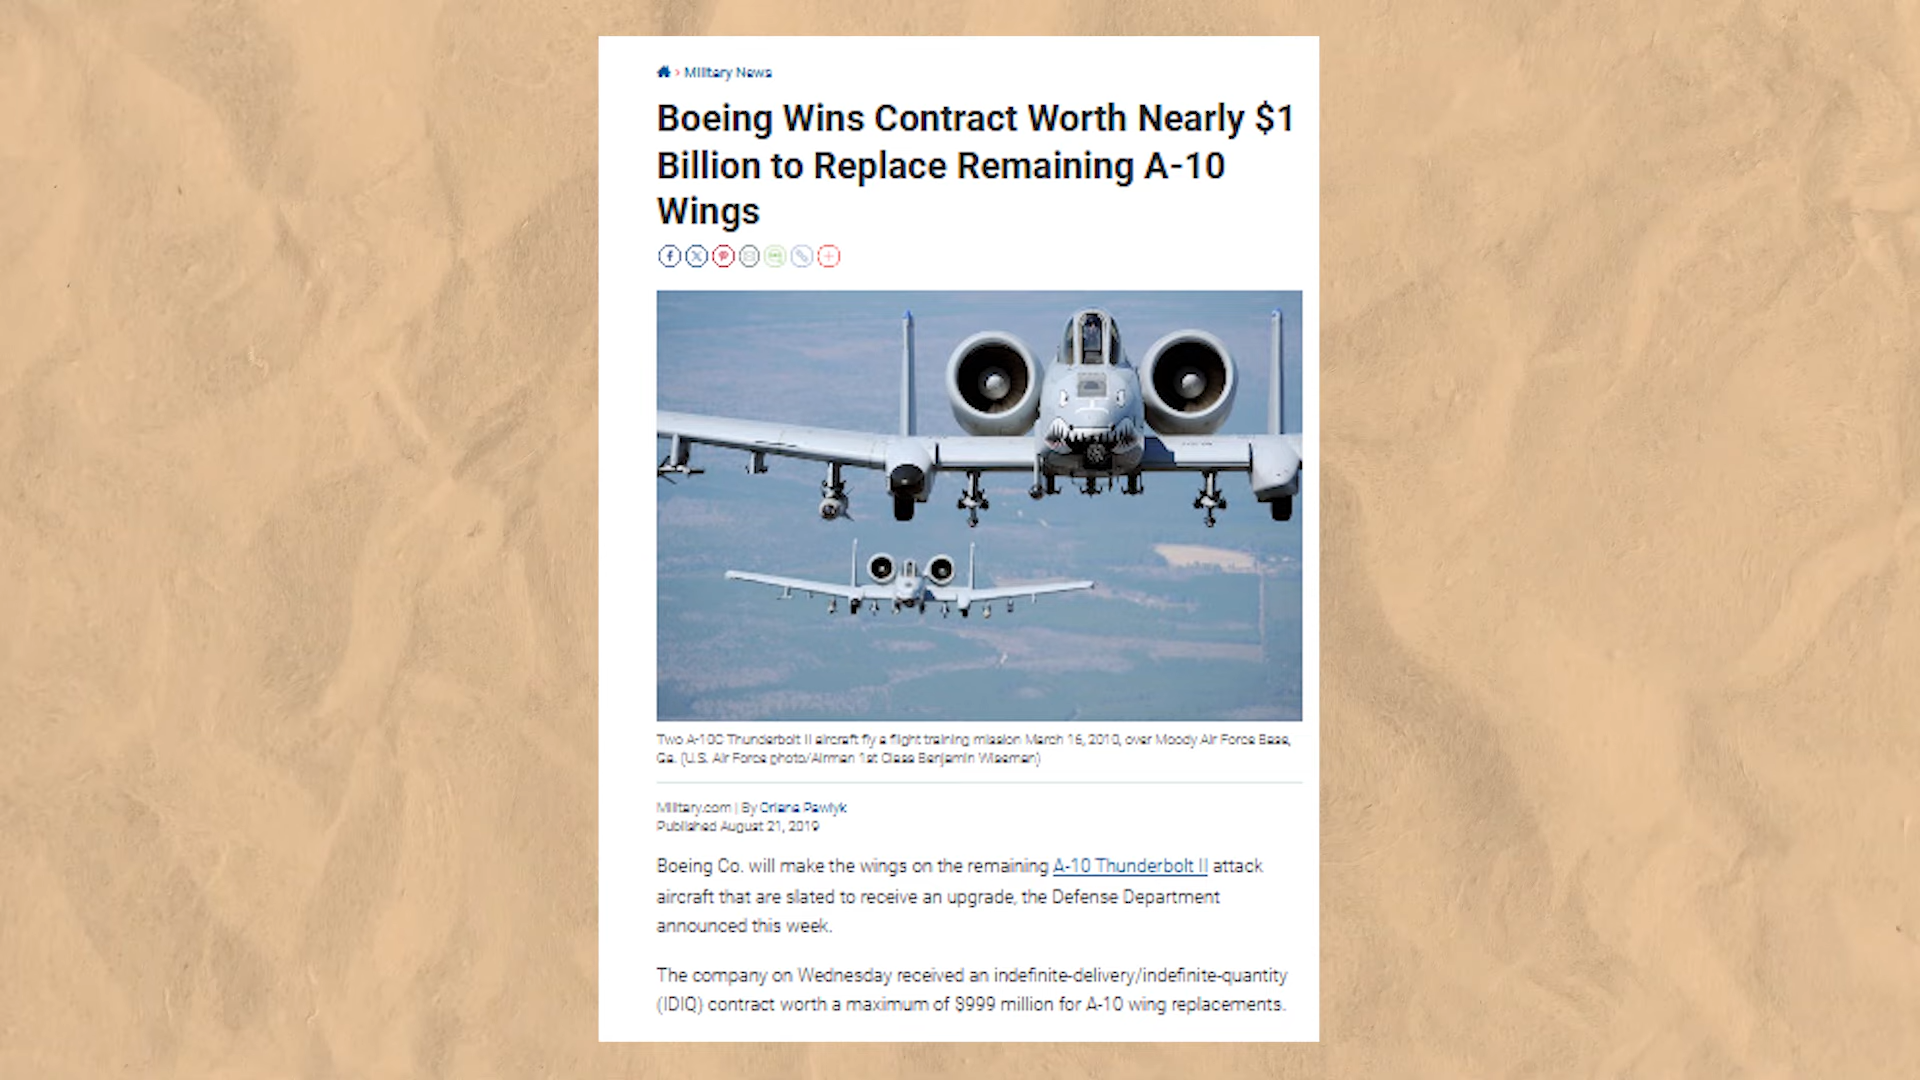 Military News
Boeing Wins Contract Worth Nearly $1
Billion to Replace Remaining A-10
Wings
Two A-10C Thunderbolt II aircraft fly a flight training mission March 16, 2010, over Moody Air Force Base,
Ga. (U.S. Air Force photo/Airman 1st Class Benjamin Wiseman)
Military.com | By Oriana Pawlyk
Published August 21, 2019
Boeing Co. will make the wings on the remaining A-10 Thunderbolt II attack
aircraft that are slated to receive an upgrade, the Defense Department
announced this week.
The company on Wednesday received an indefinite-delivery/indefinite-quantity
(IDIQ) contract worth a maximum of $999 million for A-10 wing replacements.